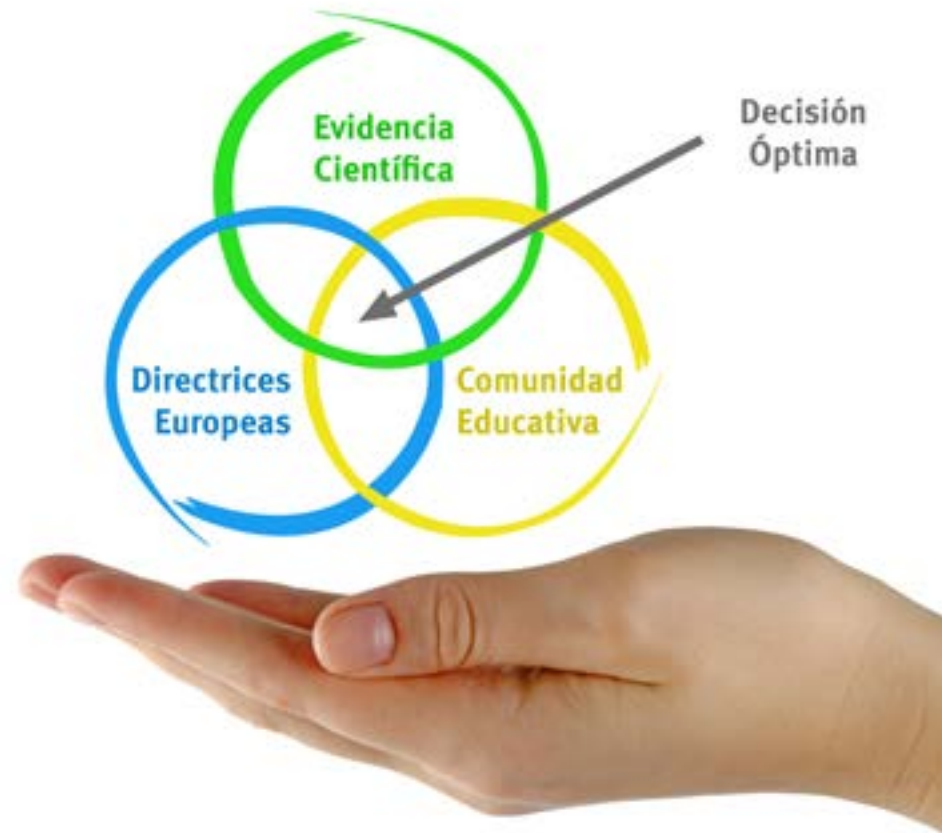 Evidencia
Científica
Decisión
Óptima
Directrices
Europeas
Comunidad
Educativa